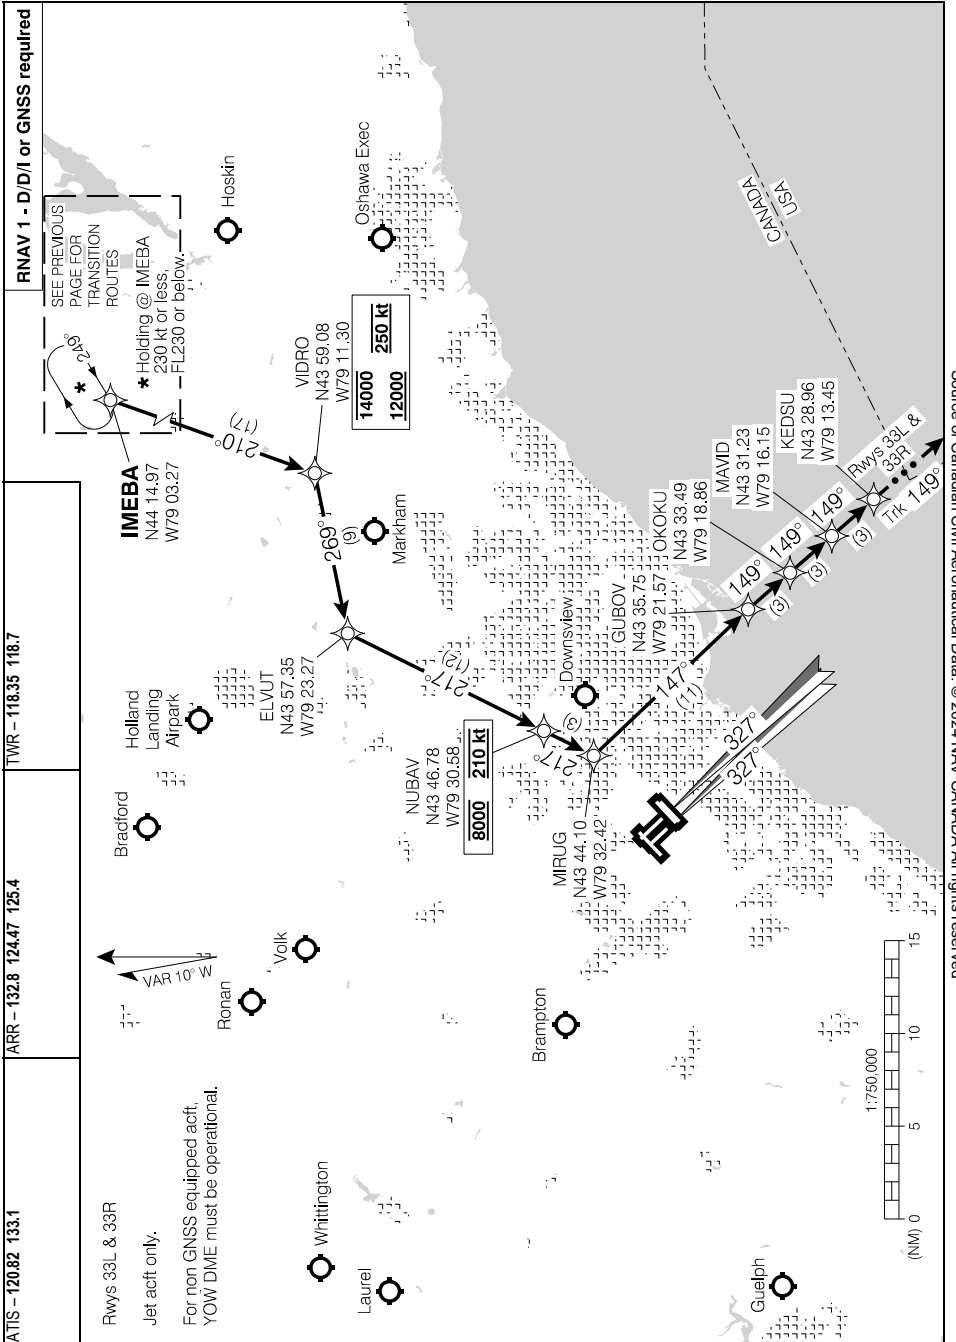 ATIS – 120.82 133.1
ARR – 132.8 124.47 125.4
TWR – 118.35 118.7
RNAV 1 - D/D/I or GNSS required
Rwys 33L & 33R
Jet acft only.
For non GNSS equipped acft,
YOW DME must be operational.
VAR 10° W
SEE PREVIOUS
PAGE FOR
TRANSITION
ROUTES
249°
*
* Holding @ IMEBA
230 kt or less,
FL230 or below.
IMEBA
N44 14.97
W79 03.27
210°
(17)
VIDRO
N43 59.08
W79 11.30
14000 250 kt
12000
269°
(9)
ELVUT
N43 57.35
W79 23.27
217°
(12)
NUBAV
N43 46.78
W79 30.58
8000 210 kt
217°
(3)
MIRUG
N43 44.10
W79 32.42
147°
(11)
GUBOV
N43 35.75
W79 21.57
149°
(3)
OKOKU
N43 33.49
W79 18.86
149°
(3)
MAVID
N43 31.23
W79 16.15
149°
(3)
KEDSU
N43 28.96
W79 13.45
Rwys 33L &
33R
Trk 149°
327°
327°
Bradford
Holland
Landing
Airpark
Hoskin
Oshawa Exec
Markham
Downsview
Volk
Ronan
Brampton
Whittington
Laurel
Guelph
CANADA
USA
1:750,000
(NM) 0 5 10 15
Source of Canadian Civil Aeronautical Data: © 2024 NAV CANADA All rights reserved